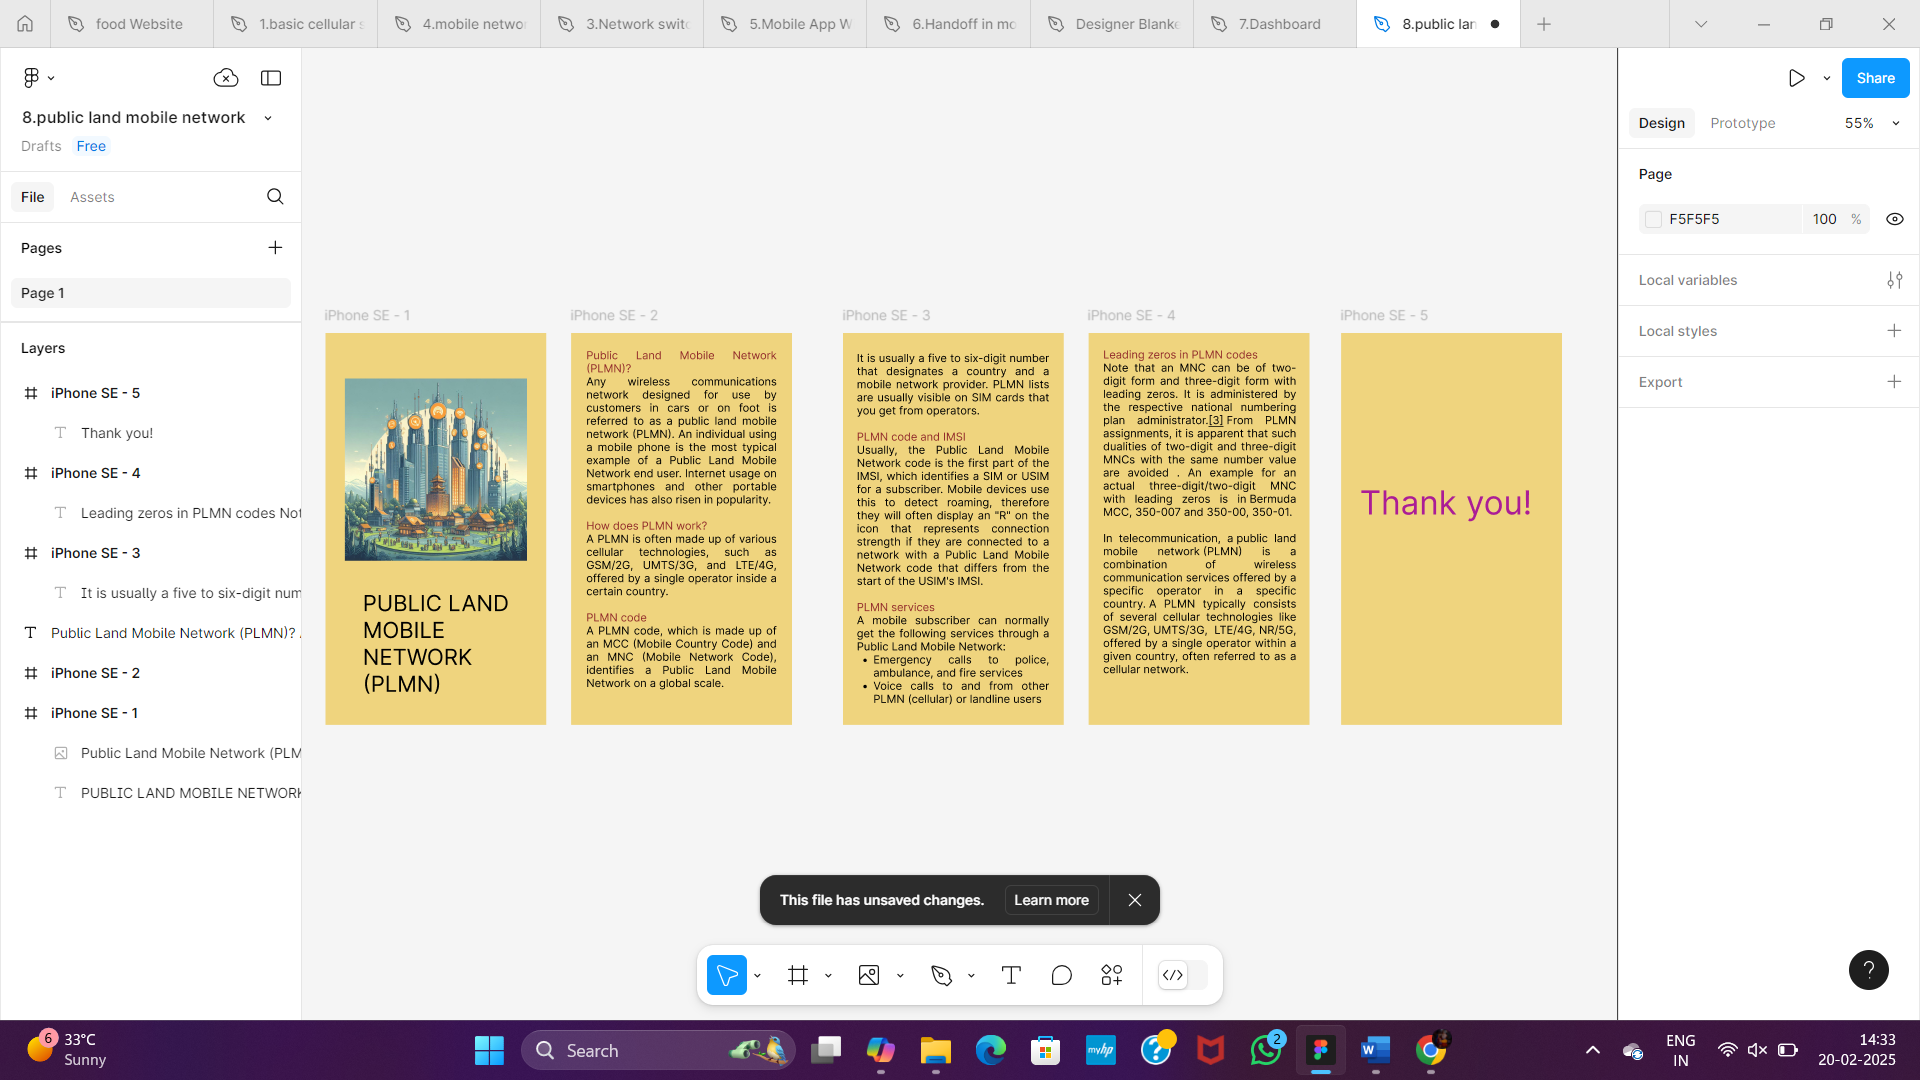 food Website
1.basic cellular s
4.mobile networ
3.Network switc
5.Mobile App W
6.Handoff in mo
Designer Blanke
7.Dashboard
8.public lan
8.public land mobile network
Drafts
Free
File
Assets
Pages
Page 1
Layers
iPhone SE - 5
Thank you!
iPhone SE - 4
Leading zeros in PLMN codes Not
iPhone SE - 3
It is usually a five to six-digit num
Public Land Mobile Network (PLMN)? A
iPhone SE - 2
iPhone SE - 1
Public Land Mobile Network (PLM
PUBLIC LAND MOBILE NETWORK
iPhone SE - 1
PUBLIC LAND
MOBILE
NETWORK
(PLMN)
iPhone SE - 2
Public Land Mobile Network
(PLMN)?
Any wireless communications
network designed for use by
customers in cars or on foot is
referred to as a public land mobile
network (PLMN). An individual using
a mobile phone is the most typical
example of a Public Land Mobile
Network end user. Internet usage on
smartphones and other portable
devices has also risen in popularity.
How does PLMN work?
A PLMN is often made up of various
cellular technologies, such as
GSM/2G, UMTS/3G, and LTE/4G,
offered by a single operator inside a
certain country.
PLMN code
A PLMN code, which is made up of
an MCC (Mobile Country Code) and
an MNC (Mobile Network Code),
identifies a Public Land Mobile
Network on a global scale.
iPhone SE - 3
It is usually a five to six-digit number
that designates a country and a
mobile network provider. PLMN lists
are usually visible on SIM cards that
you get from operators.
PLMN code and IMSI
Usually, the Public Land Mobile
Network code is the first part of the
IMSI, which identifies a SIM or USIM
for a subscriber. Mobile devices use
this to detect roaming, therefore
they will often display an "R" on the
icon that represents connection
strength if they are connected to a
network with a Public Land Mobile
Network code that differs from the
start of the USIM's IMSI.
PLMN services
A mobile subscriber can normally
get the following services through a
Public Land Mobile Network:
• Emergency calls to police,
ambulance, and fire services
• Voice calls to and from other
PLMN (cellular) or landline users
iPhone SE - 4
Leading zeros in PLMN codes
Note that an MNC can be of two-
digit form and three-digit form with
leading zeros. It is administered by
the respective national numbering
plan administrator.[3] From PLMN
assignments, it is apparent that such
dualities of two-digit and three-digit
MNCs with the same number value
are avoided . An example for an
actual three-digit/two-digit MNC
with leading zeros is in Bermuda
MCC, 350-007 and 350-00, 350-01.
In telecommunication, a public land
mobile network (PLMN) is a
combination of wireless
communication services offered by a
specific operator in a specific
country. A PLMN typically consists
of several cellular technologies like
GSM/2G, UMTS/3G, LTE/4G, NR/5G,
offered by a single operator within a
given country, often referred to as a
cellular network.
iPhone SE - 5
Thank you!
This file has unsaved changes.
Learn more
Share
Design
Prototype
55%
Page
F5F5F5
100
%
Local variables
Local styles
Export
?
6
33°C
Sunny
Search
myhp
2
ENG
IN
14:33
20-02-2025